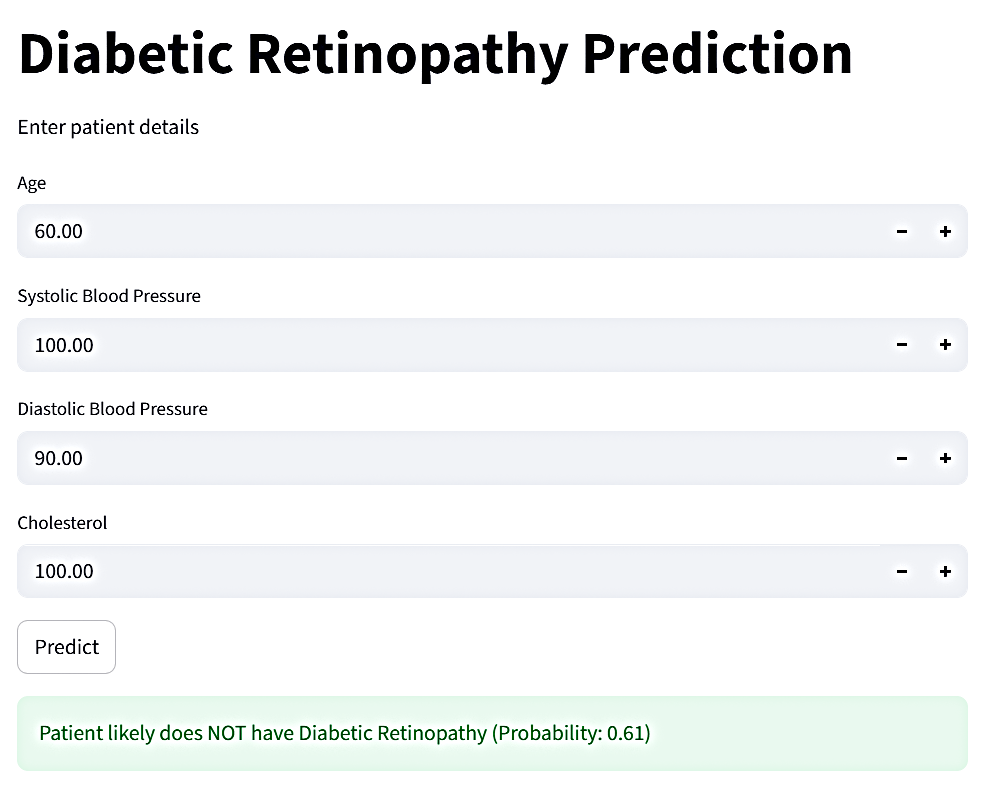 Diabetic Retinopathy Prediction
Enter patient details
Age
60.00
Systolic Blood Pressure
100.00
Diastolic Blood Pressure
90.00
Cholesterol
100.00
Predict
Patient likely does NOT have Diabetic Retinopathy (Probability: 0.61)